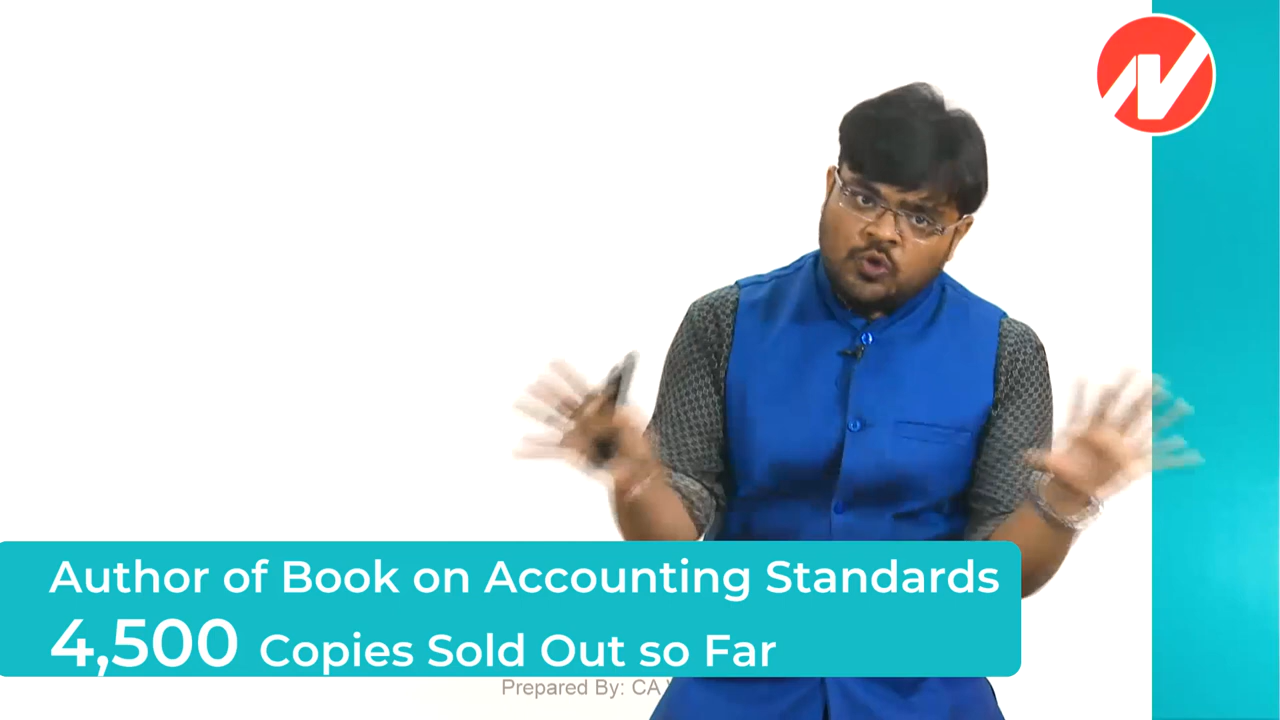 Author of Book on Accounting Standards
4,500 Copies Sold Out so Far
Prepared By: CA